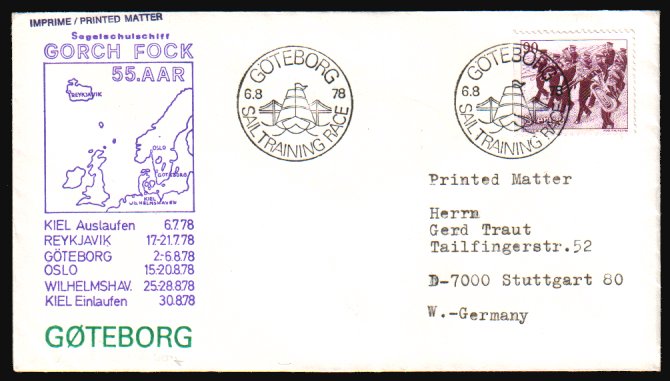 IMPRIME / PRINTED MATTER
Segelschulschiff
GORCH FOCK
55.AAR
REYKJAVIK
OSLO
GÖTEBORG
KIEL
WILHELMSHAVEN
KIEL Auslaufen 6.7.78
REYKJAVIK 17-21.7.78
GÖTEBORG 2.-6.8.78
OSLO 15-20.8.78
WILHELMSHAV. 25-28.8.78
KIEL Einlaufen 30.8.78
GØTEBORG
GÖTEBORG
6.8 78
SAIL TRAINING RACE
GÖTEBORG
6.8 78
SAIL TRAINING RACE
90
Printed Matter
Herrn
Gerd Traut
Tailfingerstr.52
D-7000 Stuttgart 80
W.-Germany